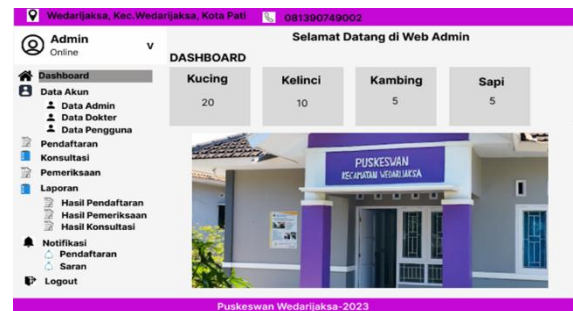 Wedarijaksa, Kec.Wedarijaksa, Kota Pati 081390749002
Admin
Online
v
Selamat Datang di Web Admin
DASHBOARD
Kucing
20
Kelinci
10
Kambing
5
Sapi
5
Dashboard
Data Akun
Data Admin
Data Dokter
Data Pengguna
Pendaftaran
Konsultasi
Pemeriksaan
Laporan
Hasil Pendaftaran
Hasil Pemeriksaan
Hasil Konsultasi
Notifikasi
Pendaftaran
Saran
Logout
PUSKESWAN
KECAMATAN WEDARIJAKSA
Puskeswan Wedarijaksa-2023